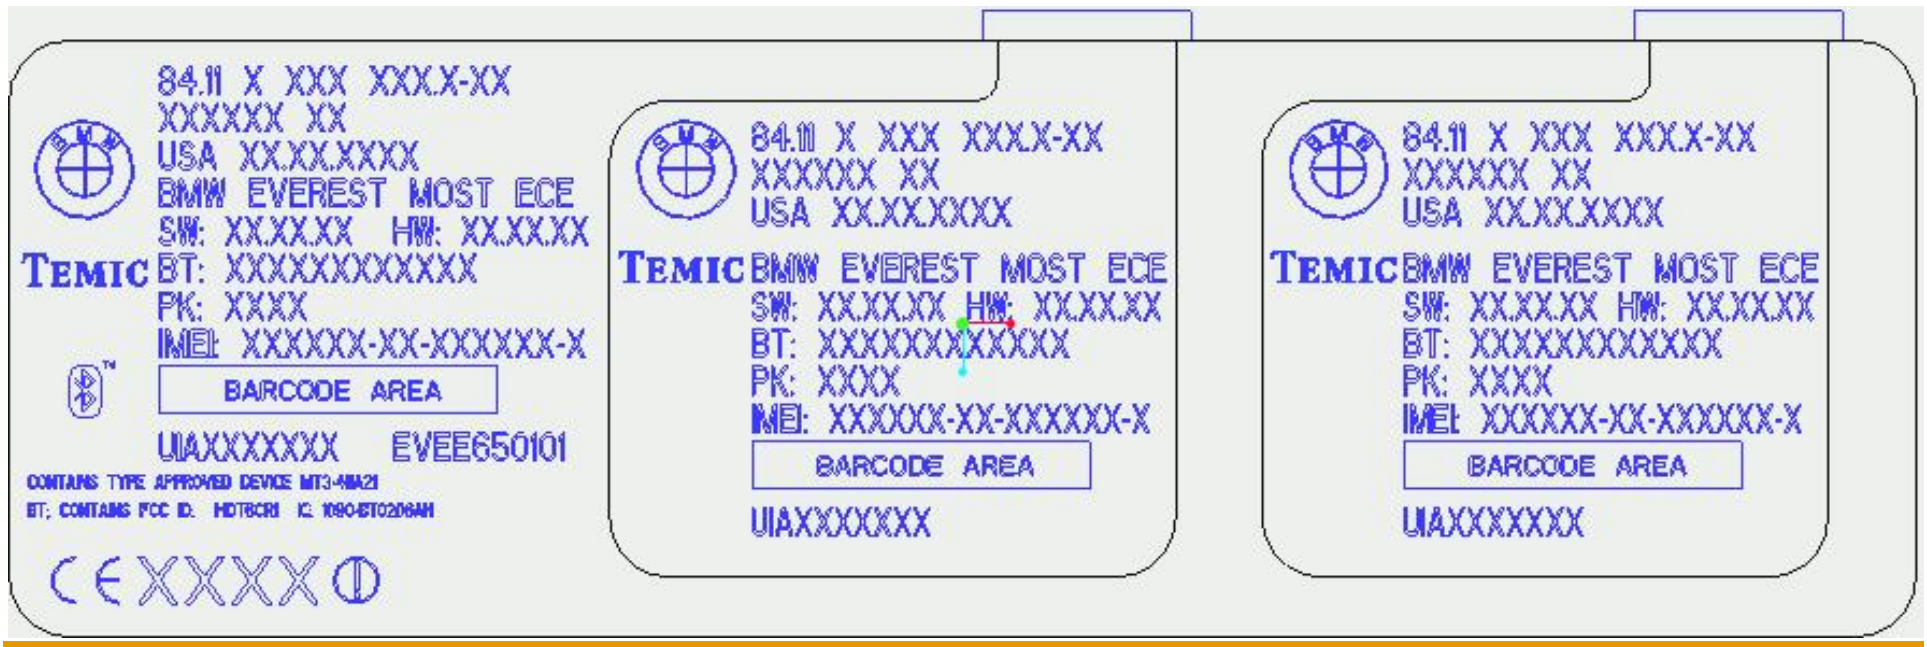 84.11 X XXX XXX.X-XX
XXXXXX XX
USA XX.XX.XXXX
BMW EVEREST MOST ECE
SW: XX.XX.XX HW: XX.XX.XX
BT: XXXXXXXXXXXX
PK: XXXX
IMEI: XXXXXX-XX-XXXXXX-X
BMW
TEMIC
TM
BARCODE AREA
UIAXXXXXXX EVEE650101
CONTAINS TYPE APPROVED DEVICE
BT; CONTAINS FCC ID.
CE XXXX
BMW
84.11 X XXX XXX.X-XX
XXXXXX XX
USA XX.XX.XXXX
TEMIC BMW EVEREST MOST ECE
SW: XX.XX.XX HW: XX.XX.XX
BT: XXXXXXXXXXXX
PK: XXXX
IMEI: XXXXXX-XX-XXXXXX-X
BARCODE AREA
UIAXXXXXXX
BMW
84.11 X XXX XXX.X-XX
XXXXXX XX
USA XX.XX.XXXX
TEMIC BMW EVEREST MOST ECE
SW: XX.XX.XX HW: XX.XX.XX
BT: XXXXXXXXXXXX
PK: XXXX
IMEI: XXXXXX-XX-XXXXXX-X
BARCODE AREA
UIAXXXXXXX